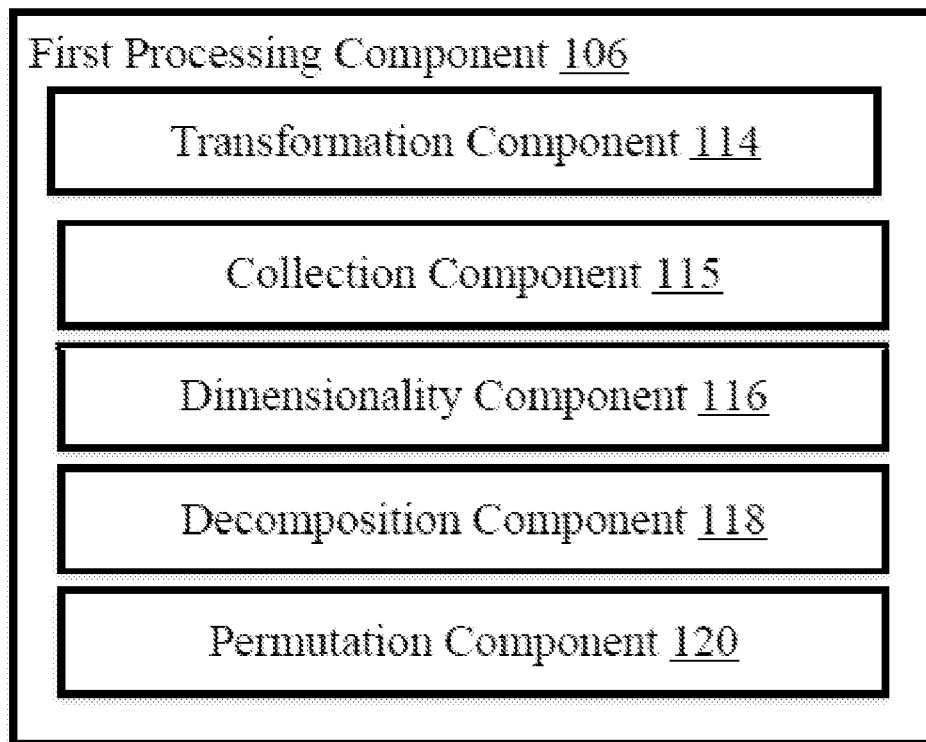 First Processing Component 106
Transformation Component 114
Collection Component 115
Dimensionality Component 116
Decomposition Component 118
Permutation Component 120